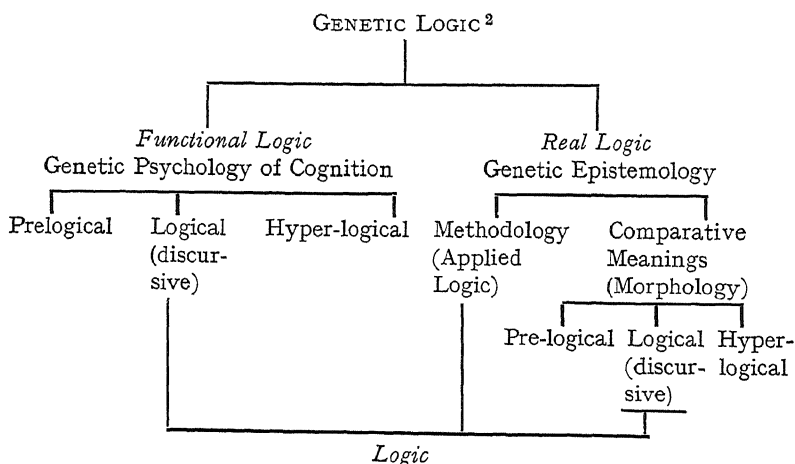 GENETIC LOGIC²
Functional Logic
Genetic Psychology of Cognition
Real Logic
Genetic Epistemology
Prelogical
Logical
(discur-
sive)
Hyper-logical
Methodology
(Applied
Logic)
Comparative
Meanings
(Morphology)
Pre-logical
Logical
(discur-
sive)
Hyper-
logical
Logic